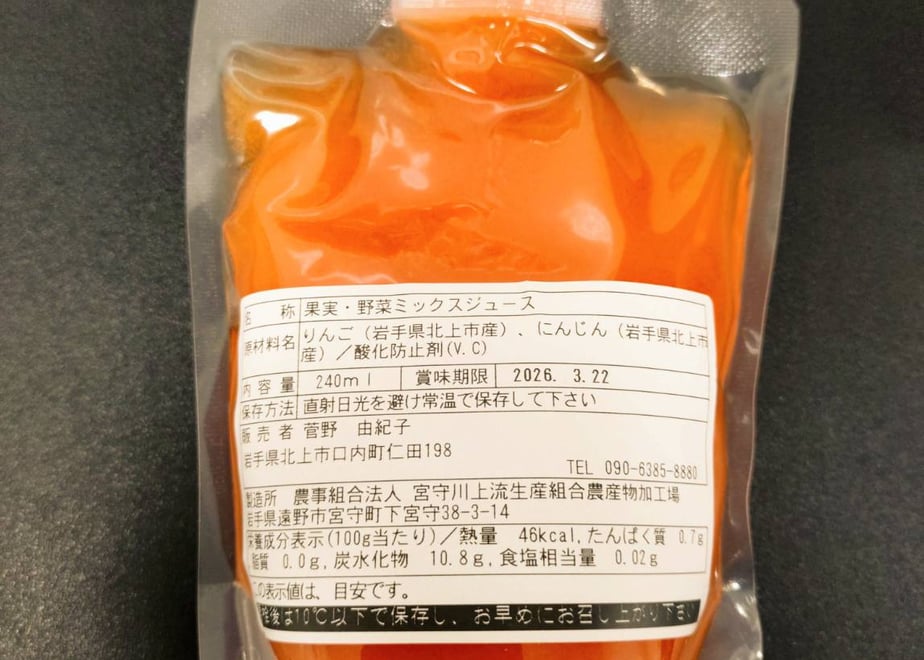 名 称 果実・野菜ミックスジュース
原材料名 りんご（岩手県北上市産）、にんじん（岩手県北上市
産）／酸化防止剤(V.C)
内容量 240ml 賞味期限 2026. 3.22
保存方法 直射日光を避け常温で保存して下さい
販売者 菅野 由紀子
岩手県北上市口内町仁田198
TEL 090-6385-8880
製造所 農事組合法人 宮守川上流生産組合農産物加工場
岩手県遠野市宮守町下宮守38-3-14
栄養成分表示(100g当たり)／熱量 46kcal,たんぱく質 0.7g
脂質 0.0g,炭水化物 10.8g,食塩相当量 0.02g
この表示値は、目安です。
後は10℃以下で保存し、お早めにお召し上がり下さい